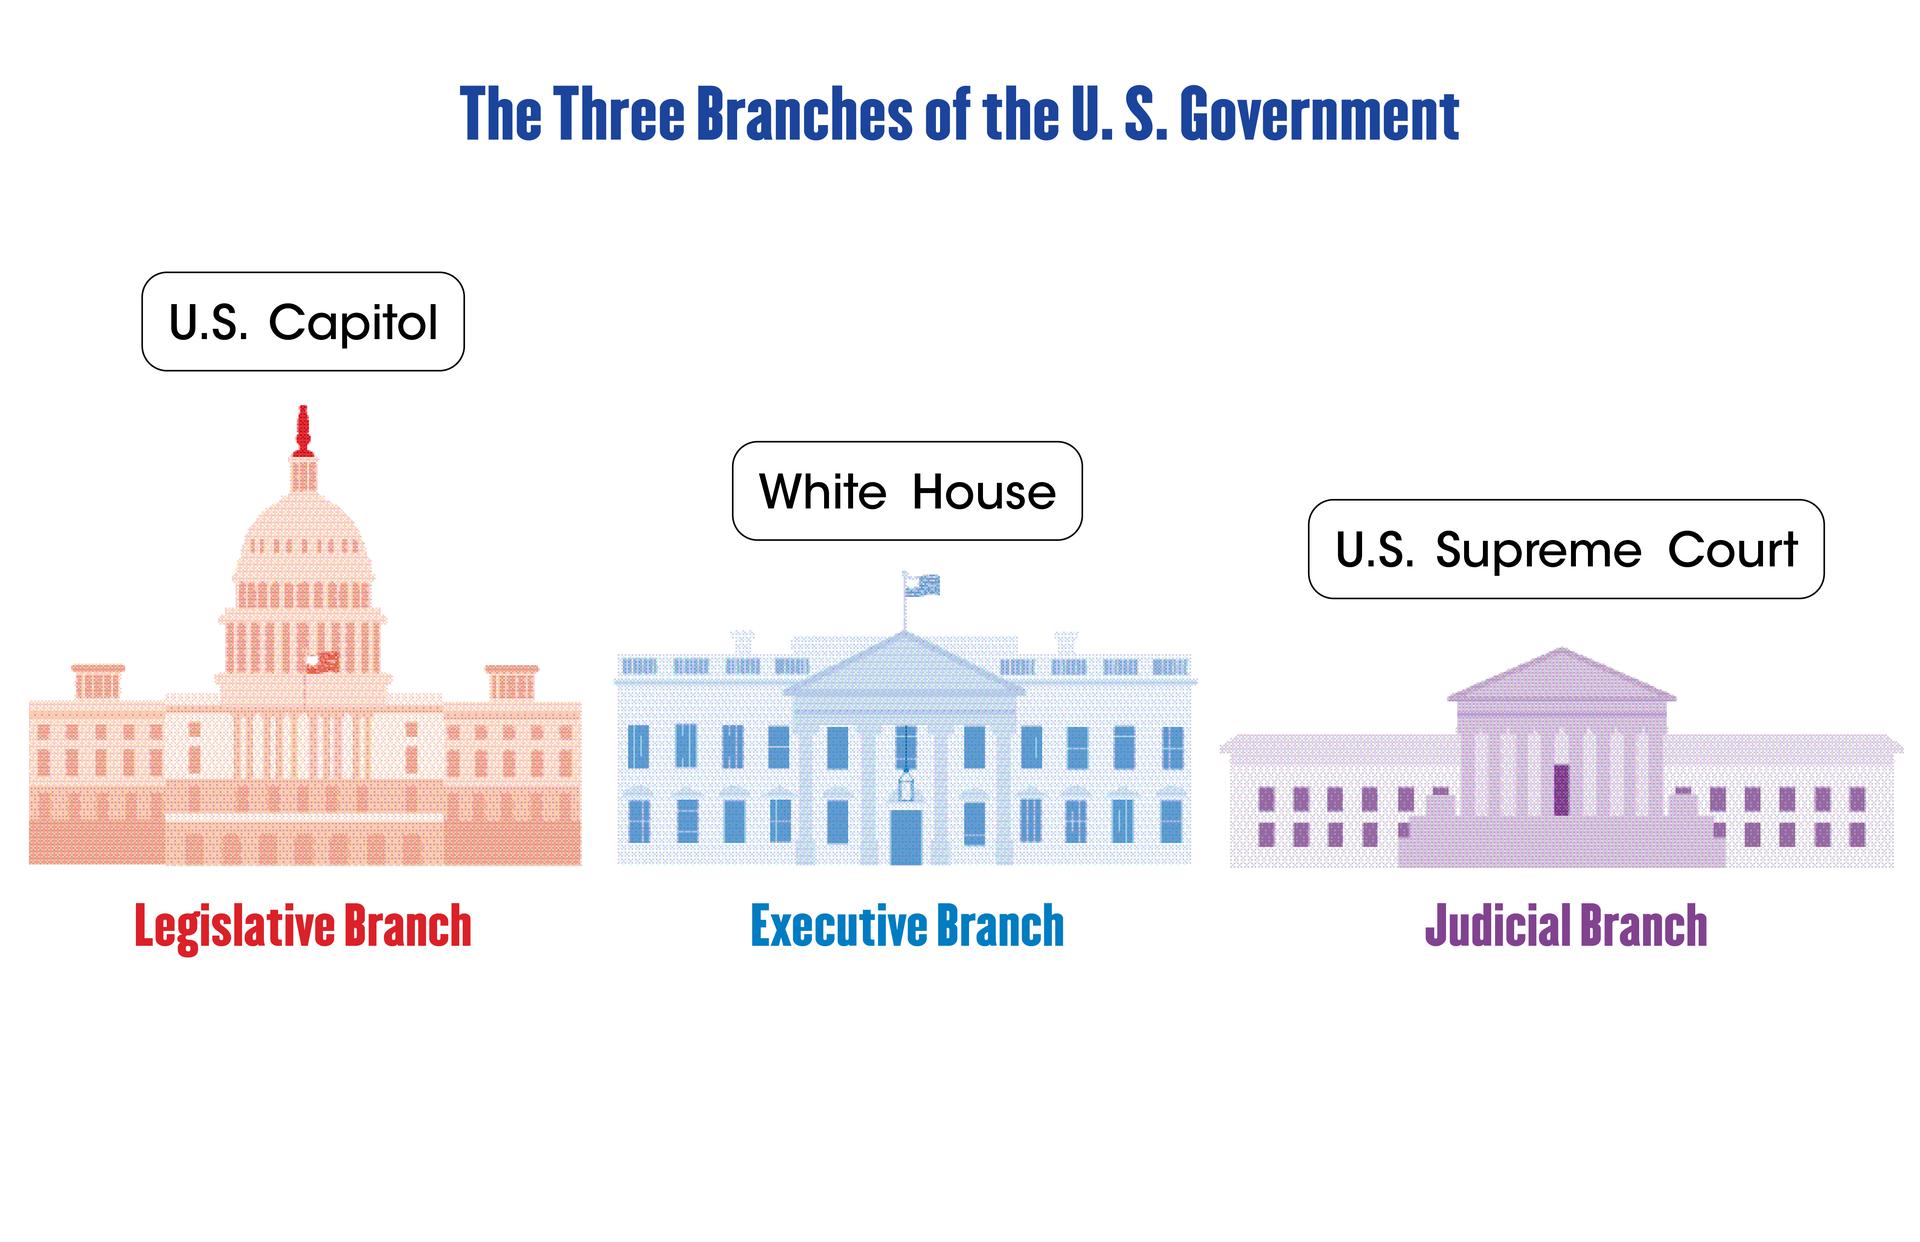 The Three Branches of the U. S. Government
U.S. Capitol
White House
U.S. Supreme Court
Legislative Branch
Executive Branch
Judicial Branch